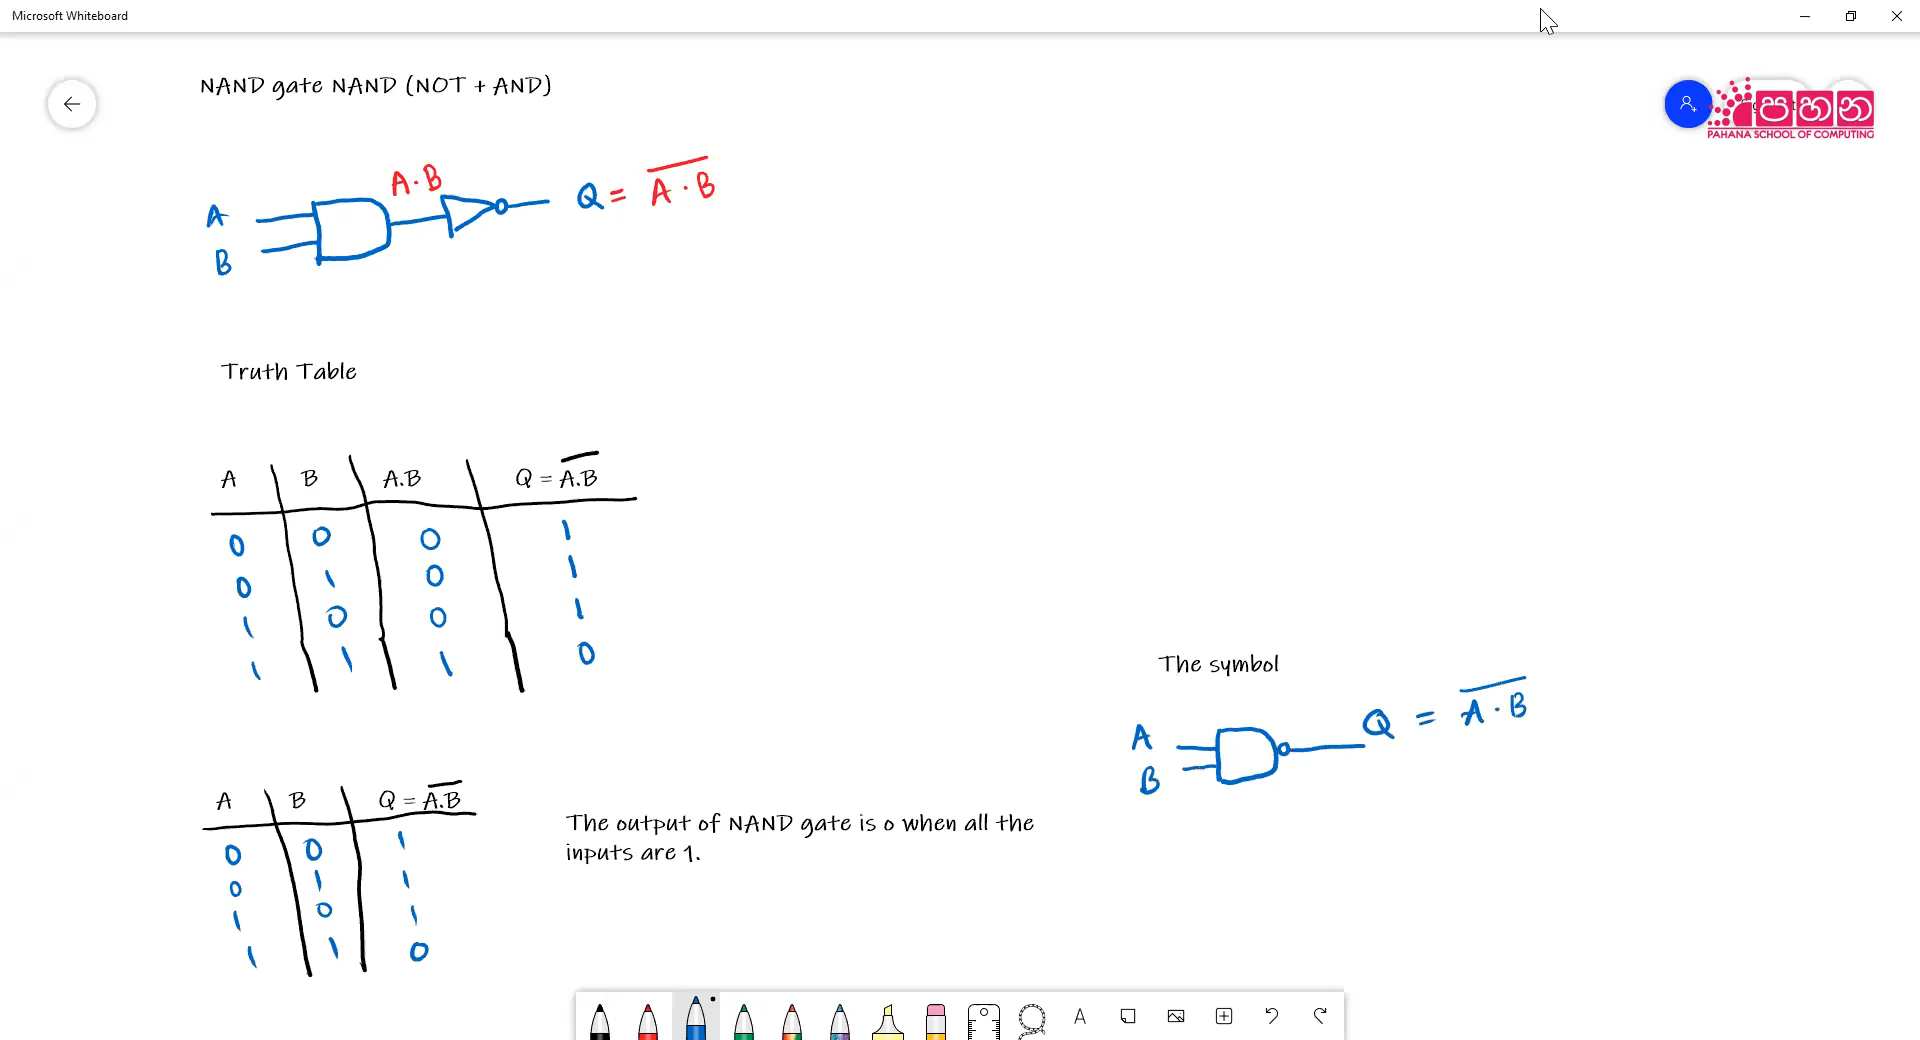 Microsoft Whiteboard
NAND gate NAND (NOT + AND)
පහන
PAHANA SCHOOL OF COMPUTING
A·B
A
B
Q = A̅·̅B̅
Truth Table
A B A.B Q = A̅.̅B̅
0 0 0 1
0 1 0 1
1 0 0 1
1 1 1 0
The symbol
A
B
Q = A̅·̅B̅
A B Q = A̅.̅B̅
0 0 1
0 1 1
1 0 1
1 1 0
The output of NAND gate is 0 when all the
inputs are 1.